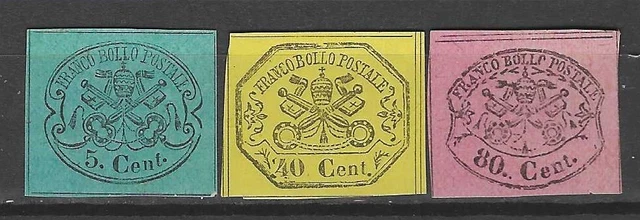 FRANCO BOLLO POSTALE
5. Cent.
FRANCO BOLLO POSTALE
40 Cent.
FRANCO BOLLO POSTALE
80. Cent.